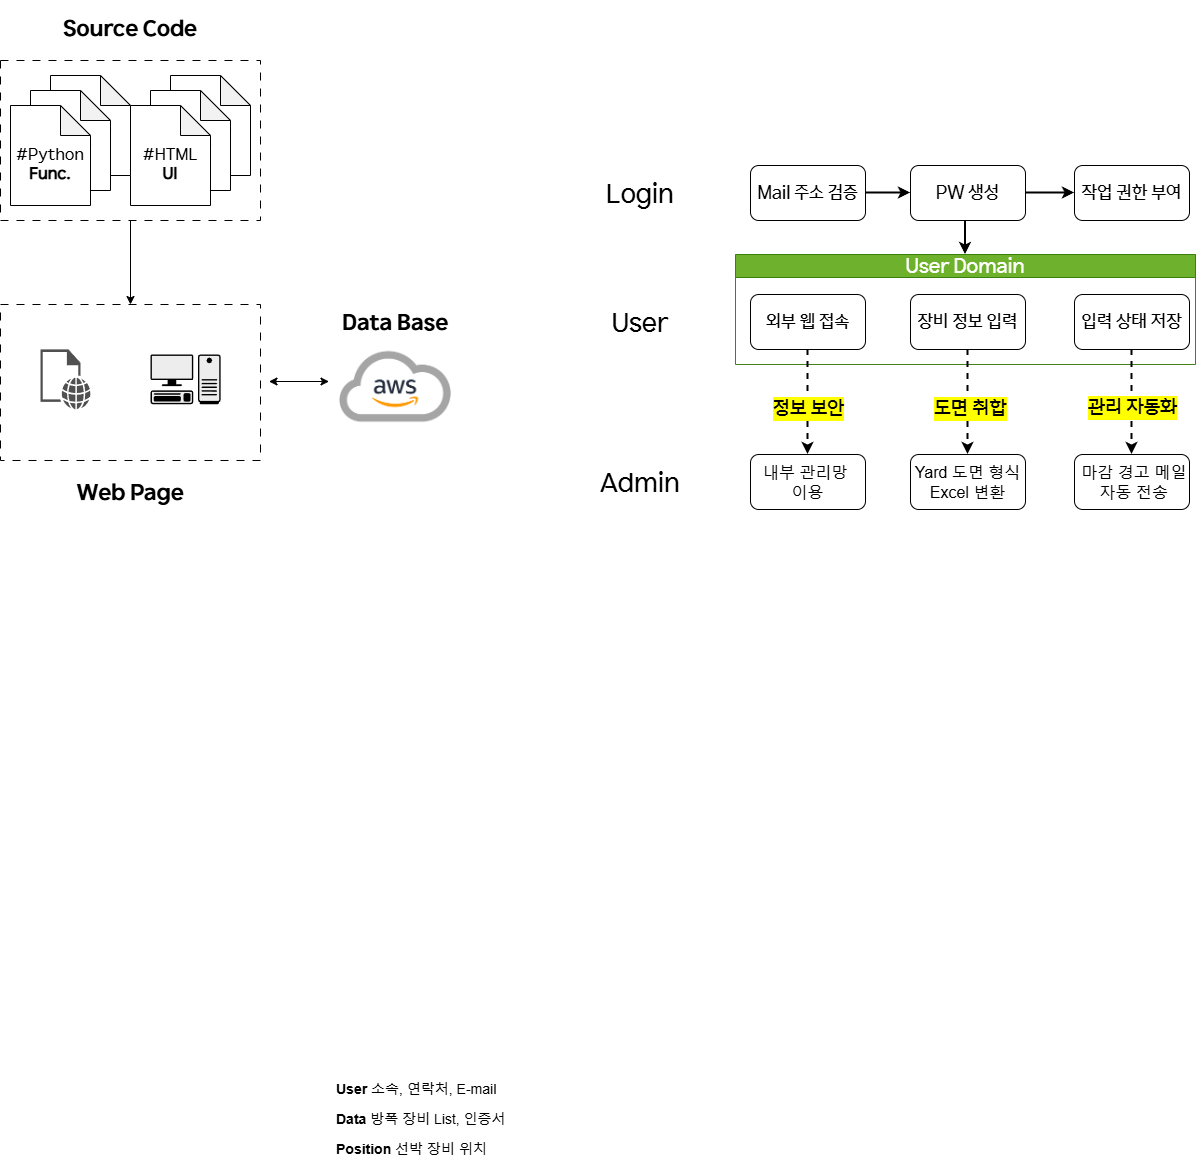 Source Code
#Python
Func.
#HTML
UI
Data Base
aws
Web Page
Login
Mail 주소 검증
PW 생성
작업 권한 부여
User Domain
User
외부 웹 접속
장비 정보 입력
입력 상태 저장
정보 보안
도면 취합
관리 자동화
Admin
내부 관리망
이용
Yard 도면 형식
Excel 변환
마감 경고 메일
자동 전송
User 소속, 연락처, E-mail
Data 방폭 장비 List, 인증서
Position 선박 장비 위치